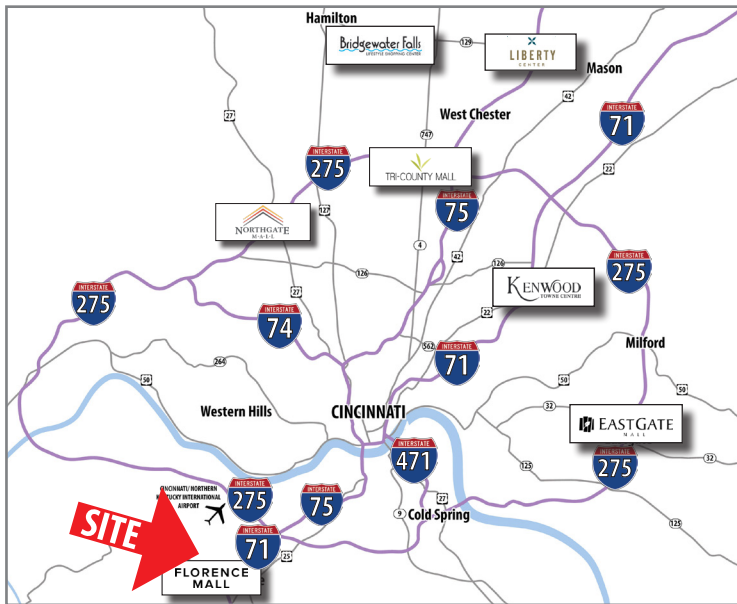 Hamilton
Bridgewater Falls
LIFESTYLE SHOPPING CENTER
129
LIBERTY
CENTER
Mason
42
27
West Chester
747
INTERSTATE
71
22
INTERSTATE
275
TRI-COUNTY MALL
INTERSTATE
75
NORTHGATE
MALL
127
4
42
126
126
INTERSTATE
275
KENWOOD
TOWNE CENTRE
INTERSTATE
275
27
22
INTERSTATE
74
562
INTERSTATE
71
Milford
264
50
50
50
Western Hills
CINCINNATI
32
EASTGATE
MALL
32
INTERSTATE
471
125
INTERSTATE
275
CINCINNATI/NORTHERN
KENTUCKY INTERNATIONAL
AIRPORT
INTERSTATE
275
INTERSTATE
75
27
9
Cold Spring
125
SITE
INTERSTATE
71
25
FLORENCE
MALL